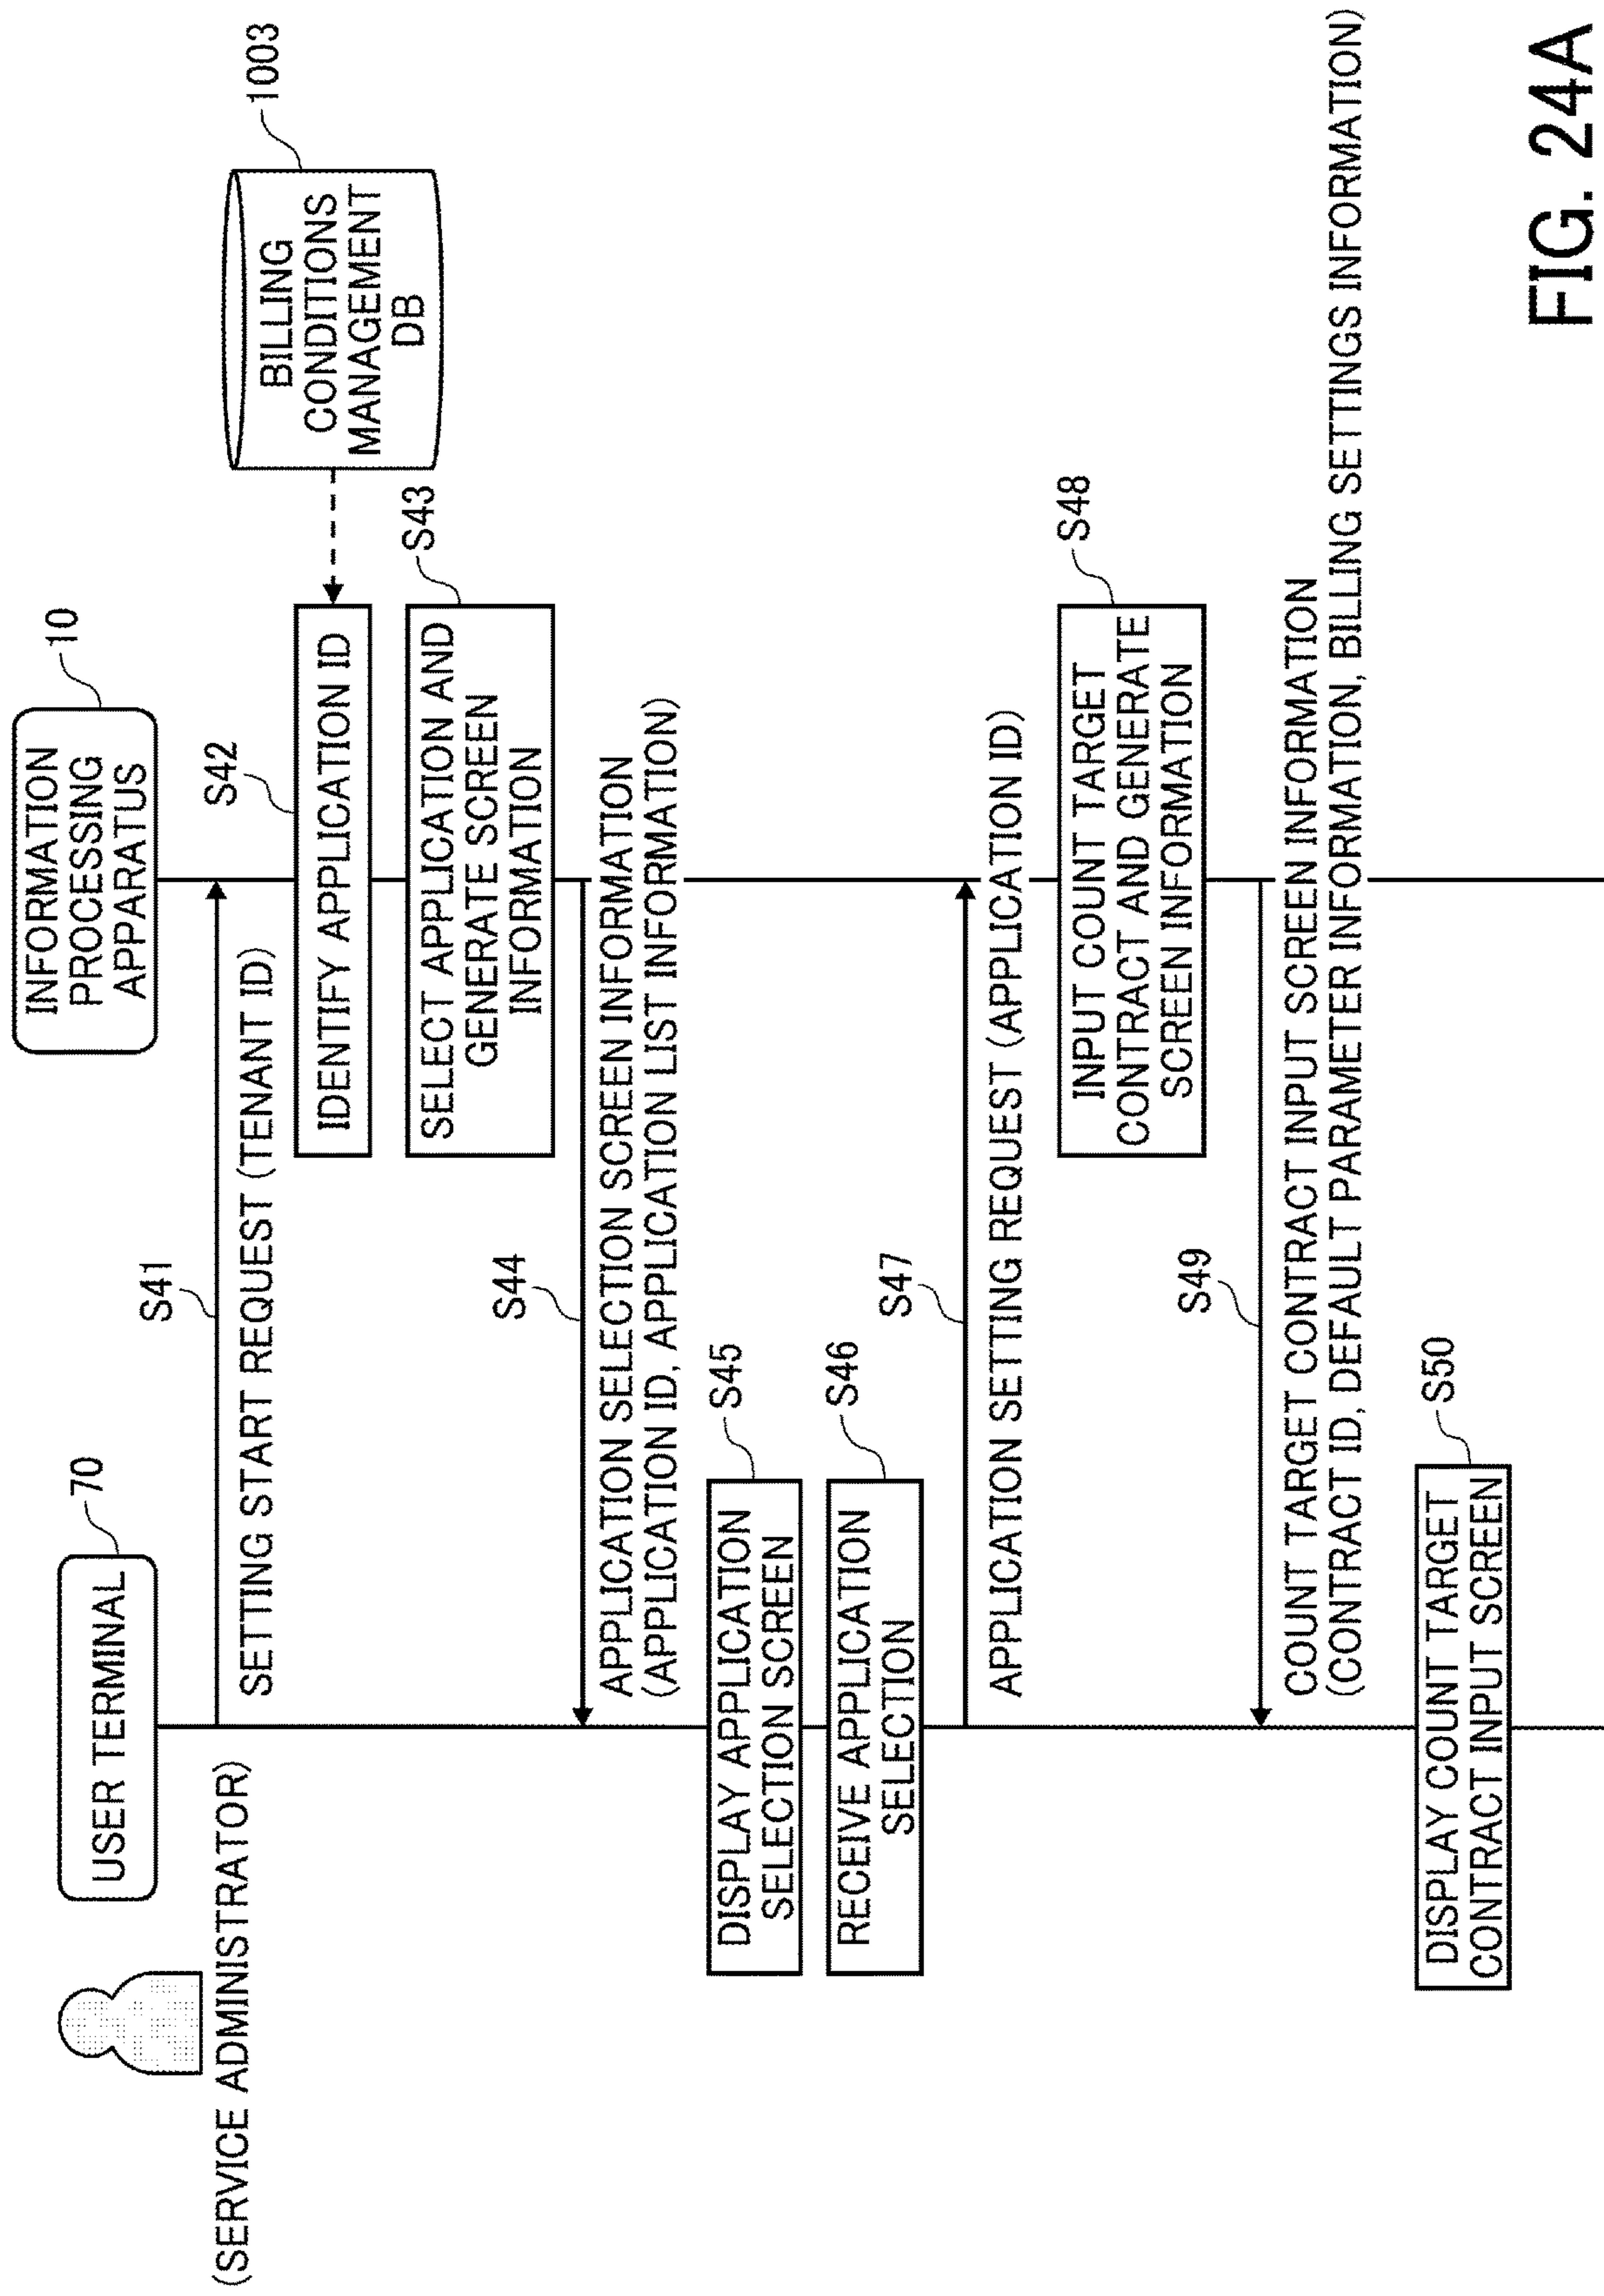 (SERVICE ADMINISTRATOR)
USER TERMINAL
70
INFORMATION
PROCESSING
APPARATUS
10
S41
SETTING START REQUEST (TENANT ID)
S42
IDENTIFY APPLICATION ID
BILLING
CONDITIONS
MANAGEMENT
DB
1003
S43
SELECT APPLICATION AND
GENERATE SCREEN
INFORMATION
S44
APPLICATION SELECTION SCREEN INFORMATION
(APPLICATION ID, APPLICATION LIST INFORMATION)
S45
DISPLAY APPLICATION
SELECTION SCREEN
S46
RECEIVE APPLICATION
SELECTION
S47
APPLICATION SETTING REQUEST (APPLICATION ID)
S48
INPUT COUNT TARGET
CONTRACT AND GENERATE
SCREEN INFORMATION
S49
COUNT TARGET CONTRACT INPUT SCREEN INFORMATION
(CONTRACT ID, DEFAULT PARAMETER INFORMATION, BILLING SETTINGS INFORMATION)
S50
DISPLAY COUNT TARGET
CONTRACT INPUT SCREEN
FIG. 24A